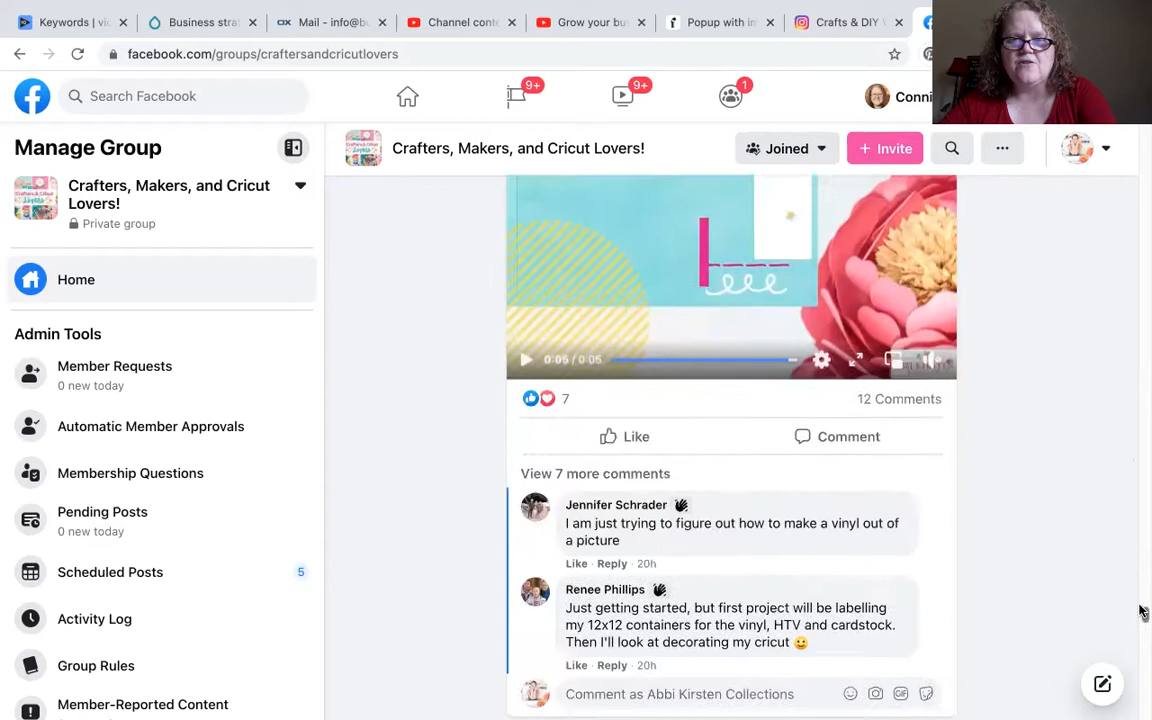 Keywords | vi
Business stra
Mail - info@b
Channel conte
Grow your bu
Popup with in
Crafts & DIY
facebook.com/groups/craftersandcricutlovers
Search Facebook
9+
9+
1
Conni
Manage Group
Crafters, Makers, and Cricut Lovers!
Joined
+ Invite
Crafters, Makers, and Cricut
Lovers!
Private group
Home
Admin Tools
Member Requests
0 new today
Automatic Member Approvals
Membership Questions
Pending Posts
0 new today
Scheduled Posts
5
Activity Log
Group Rules
Member-Reported Content
0:05 / 0:05
7
12 Comments
Like
Comment
View 7 more comments
Jennifer Schrader
I am just trying to figure out how to make a vinyl out of
a picture
Like · Reply · 20h
Renee Phillips
Just getting started, but first project will be labelling
my 12x12 containers for the vinyl, HTV and cardstock.
Then I'll look at decorating my cricut
Like · Reply · 20h
Comment as Abbi Kirsten Collections
GIF